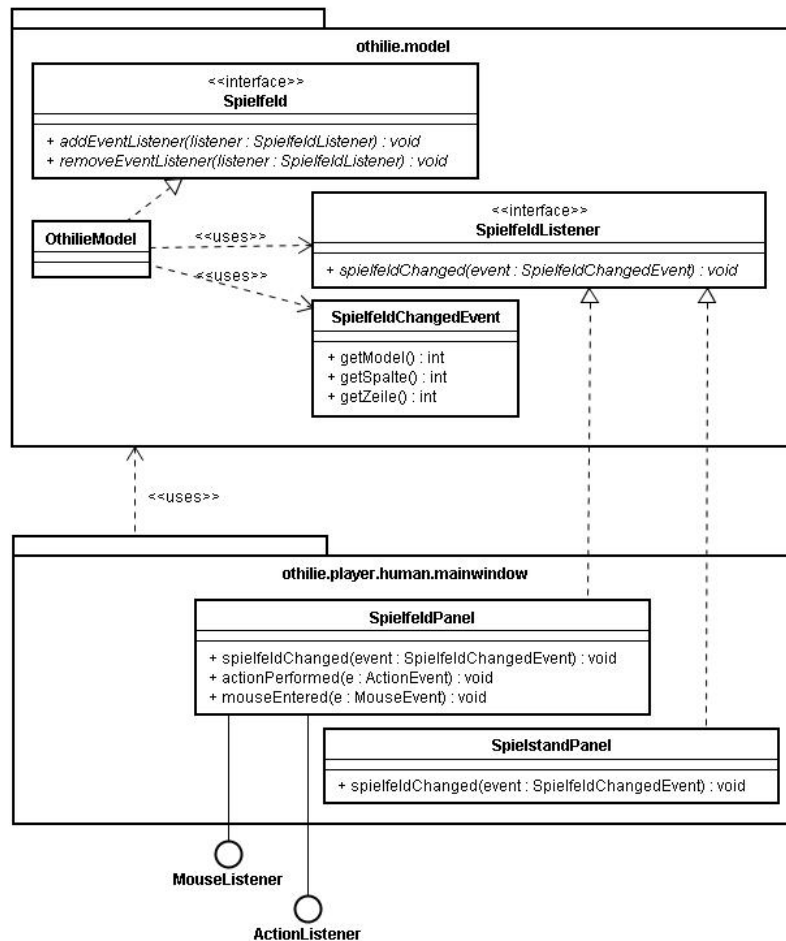 othilie.model
<<interface>>
Spielfeld
+ addEventListener(listener : SpielfeldListener) : void
+ removeEventListener(listener : SpielfeldListener) : void
<<interface>>
SpielfeldListener
+ spielfeldChanged(event : SpielfeldChangedEvent) : void
OthilieModel
<<uses>>
<<uses>>
SpielfeldChangedEvent
+ getModel() : int
+ getSpalte() : int
+ getZeile() : int
<<uses>>
othilie.player.human.mainwindow
SpielfeldPanel
+ spielfeldChanged(event : SpielfeldChangedEvent) : void
+ actionPerformed(e : ActionEvent) : void
+ mouseEntered(e : MouseEvent) : void
SpielstandPanel
+ spielfeldChanged(event : SpielfeldChangedEvent) : void
MouseListener
ActionListener